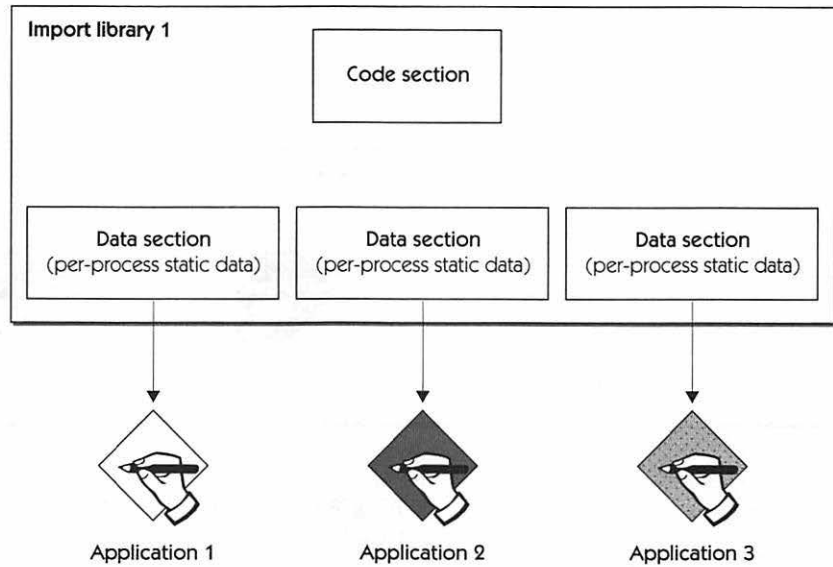 Import library 1
Code section
Data section
(per-process static data)
Data section
(per-process static data)
Data section
(per-process static data)
Application 1
Application 2
Application 3